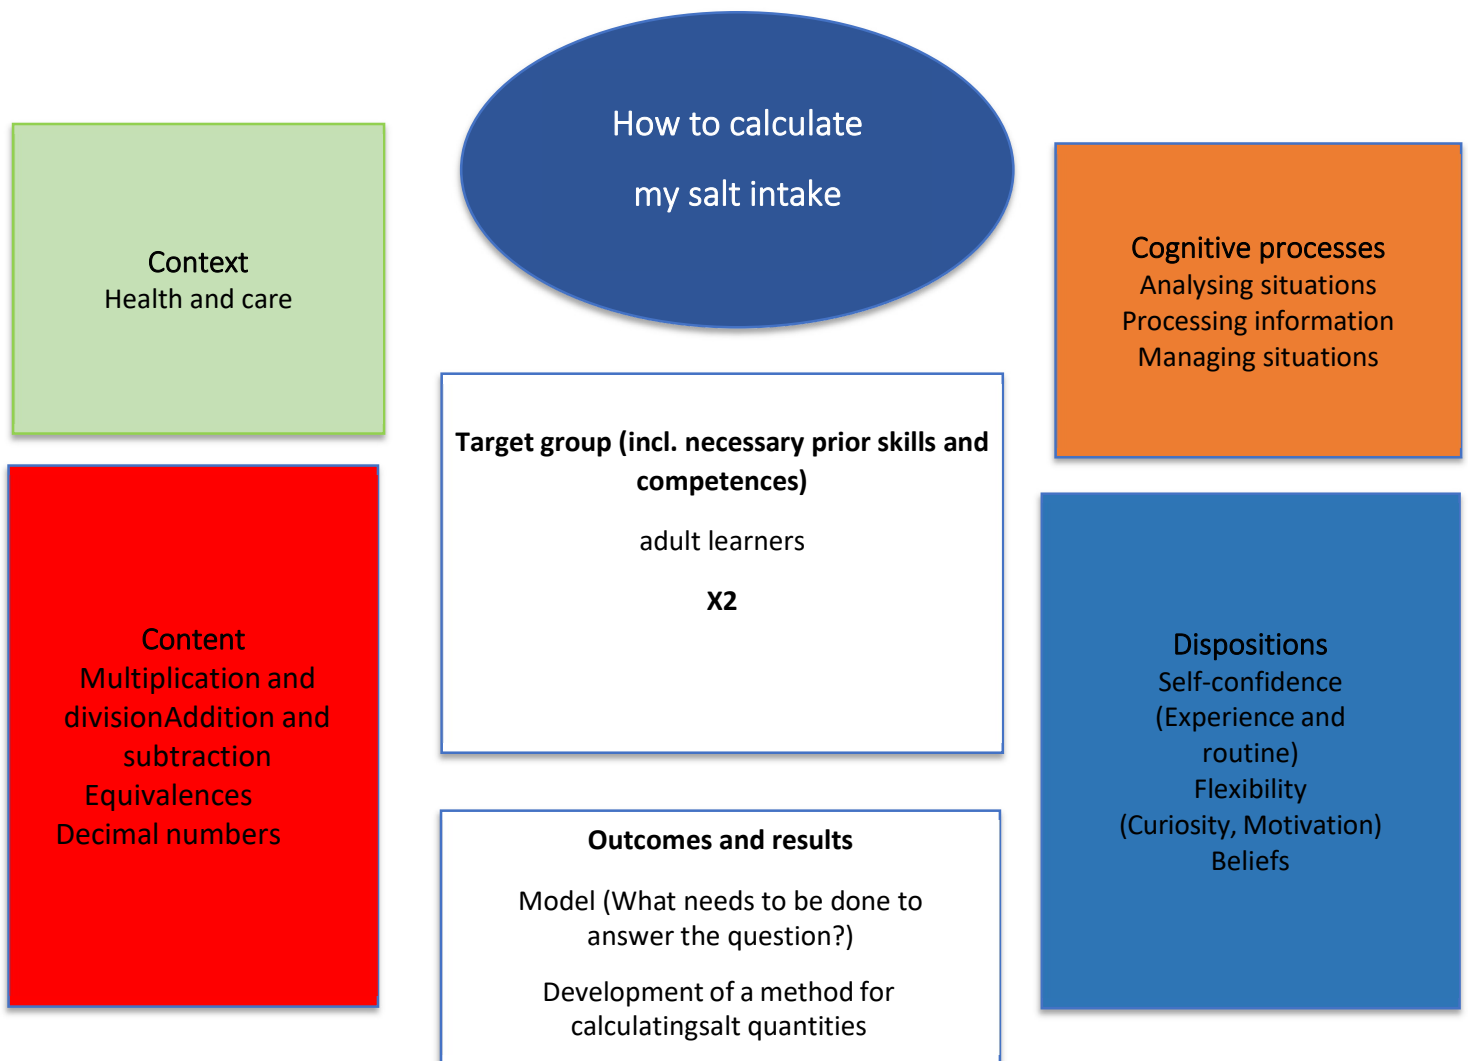 How to calculate
my salt intake
Context
Health and care
Cognitive processes
Analysing situations
Processing information
Managing situations
Target group (incl. necessary prior skills and
competences)
adult learners
X2
Content
Multiplication and
divisionAddition and
subtraction
Equivalences
Decimal numbers
Dispositions
Self-confidence
(Experience and
routine)
Flexibility
(Curiosity, Motivation)
Beliefs
Outcomes and results
Model (What needs to be done to
answer the question?)
Development of a method for
calculatingsalt quantities